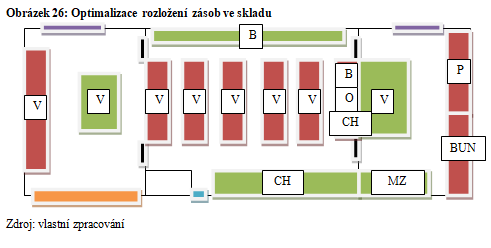 Obrázek 26: Optimalizace rozložení zásob ve skladu
B
V
V
V
V
V
V
V
B
O
CH
V
P
BUN
CH
MZ
Zdroj: vlastní zpracování